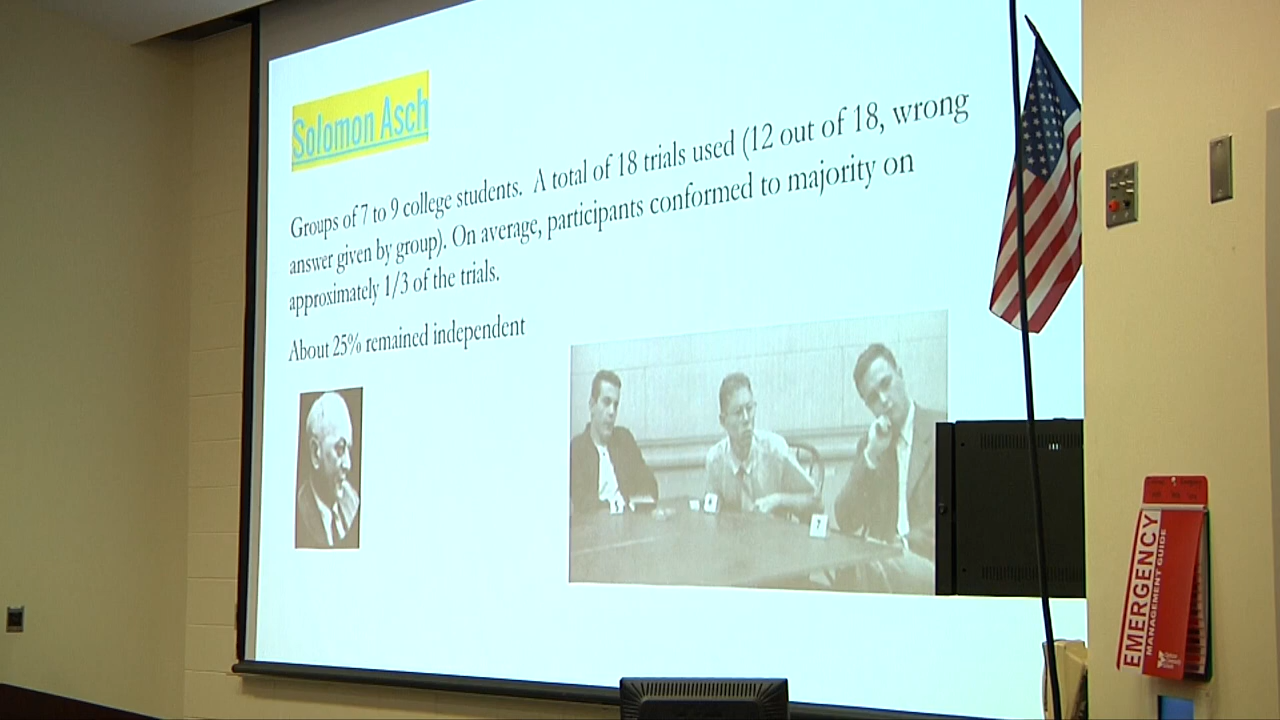 Solomon Asch
Groups of 7 to 9 college students. A total of 18 trials used (12 out of 18, wrong
answer given by group). On average, participants conformed to majority on
approximately 1/3 of the trials.
About 25% remained independent
7
EMERGENCY
MANAGEMENT GUIDE